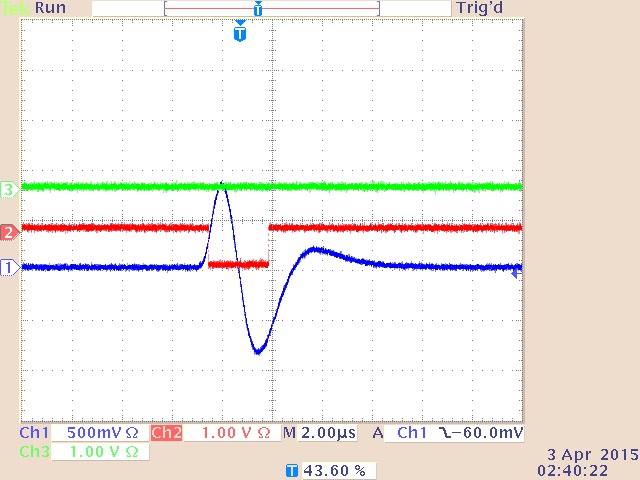 Tek Run Trig'd
T
T
3
2
1
Ch1 500mV Ω Ch2 1.00 V Ω M 2.00µs A Ch1 ↘ −60.0mV
Ch3 1.00 V Ω
3 Apr 2015
T 43.60 % 02:40:22